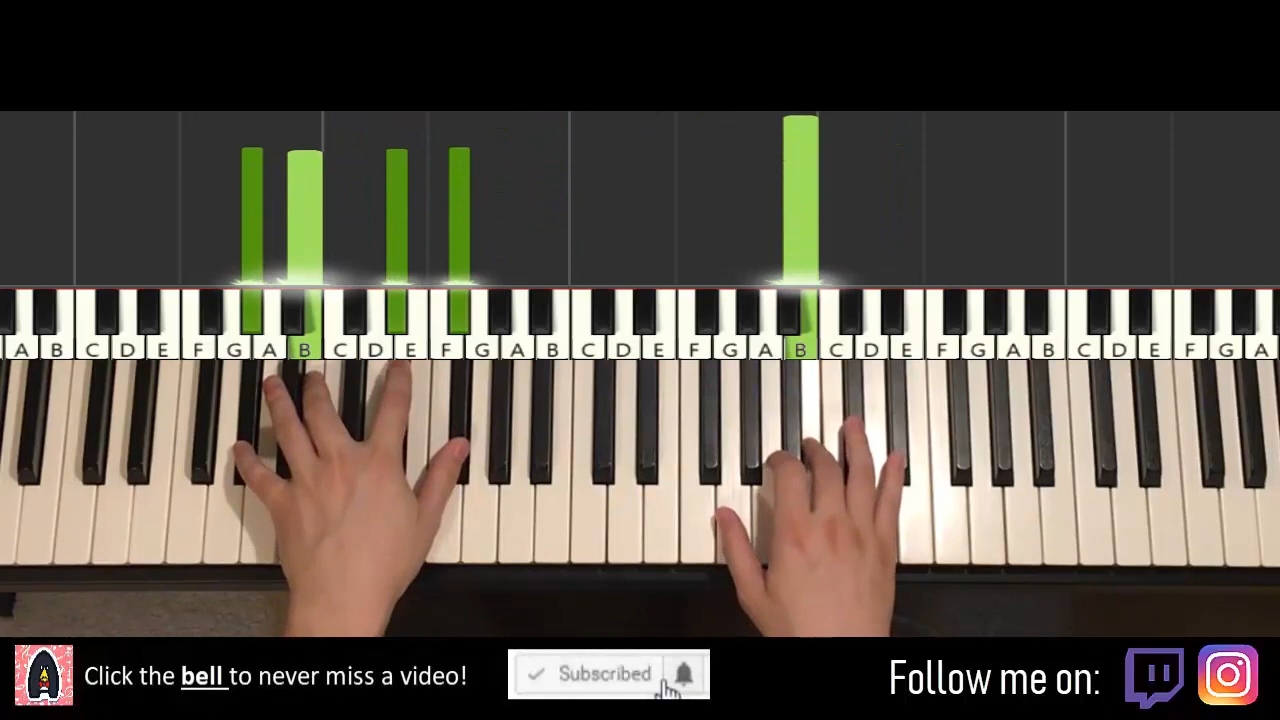 A B C D E F G A B C D E F G A B C D E F G A B C D E F G A B C D E F G A
Click the bell to never miss a video!
Subscribed
Follow me on: